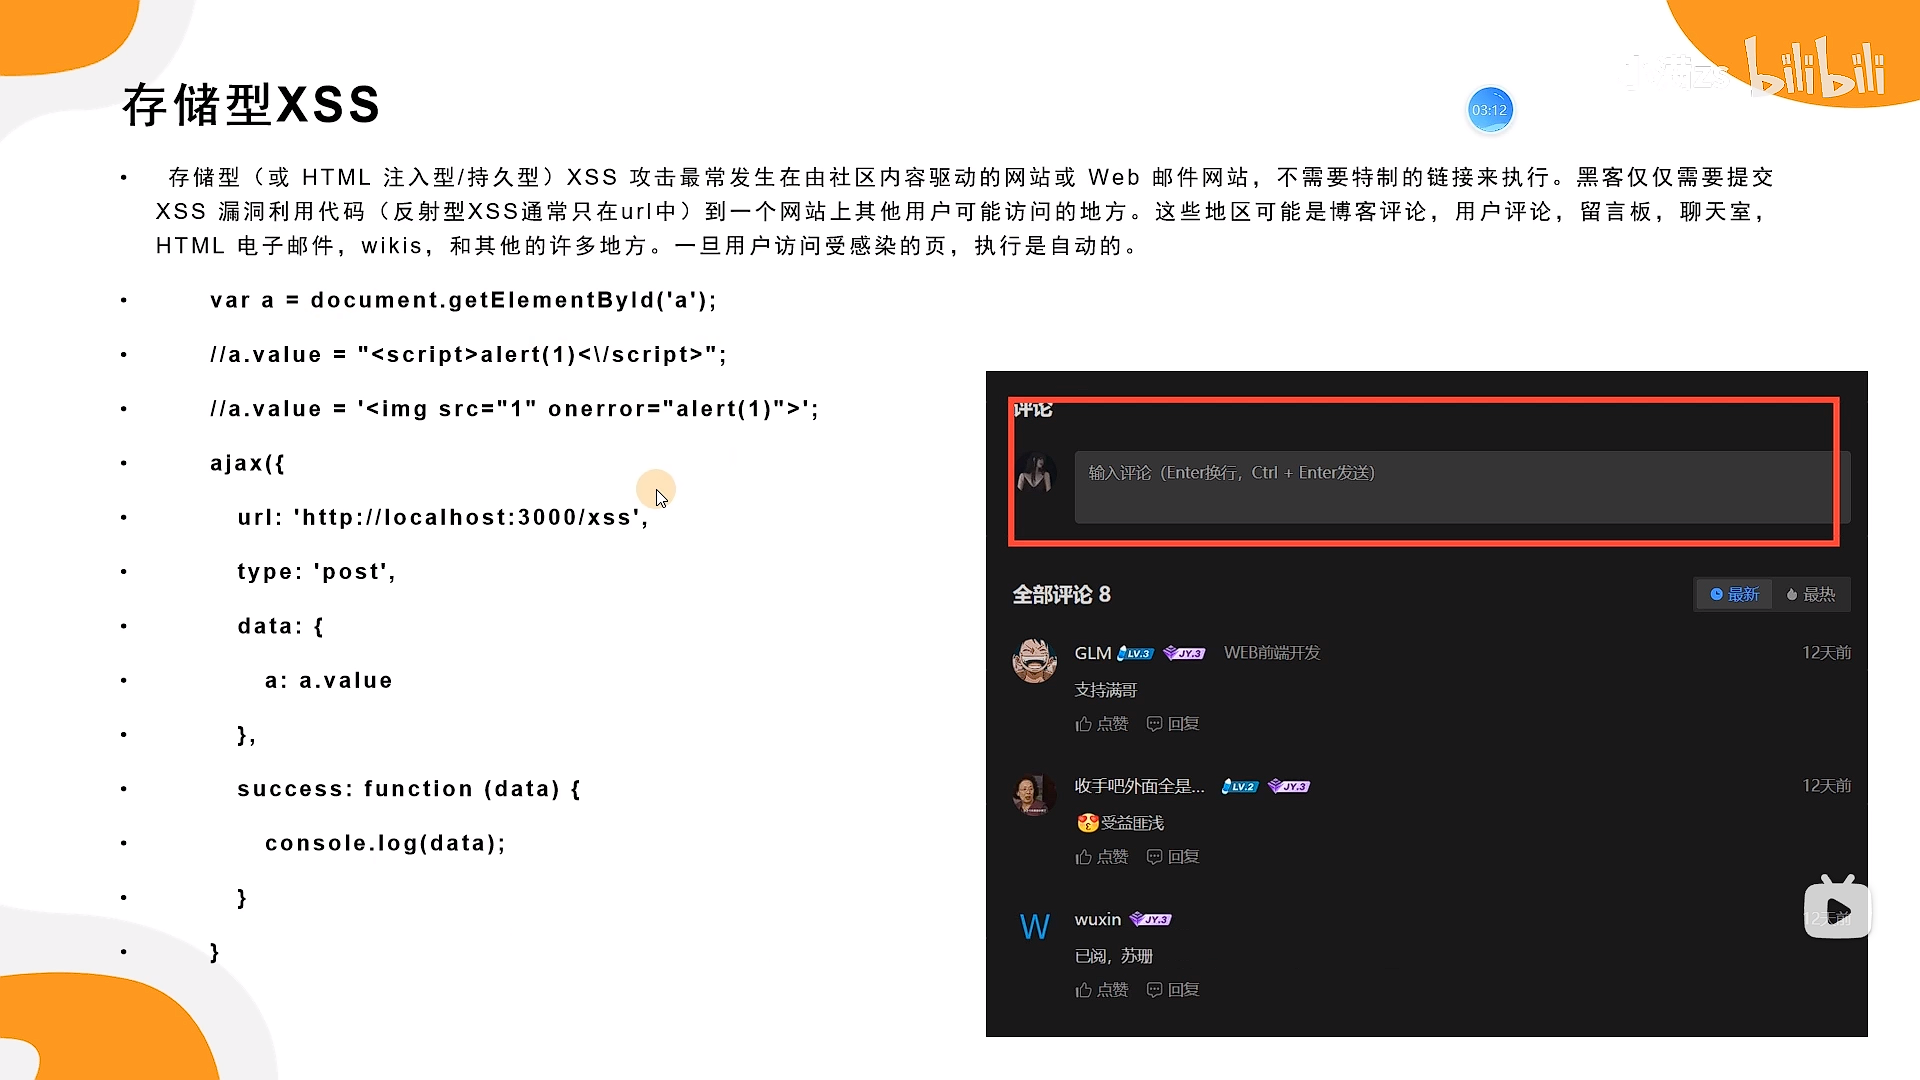 存储型XSS
03:12
bilibili
• 存储型（或 HTML 注入型/持久型）XSS 攻击最常发生在由社区内容驱动的网站或 Web 邮件网站，不需要特制的链接来执行。黑客仅仅需要提交
XSS 漏洞利用代码（反射型XSS通常只在url中）到一个网站上其他用户可能访问的地方。这些地区可能是博客评论，用户评论，留言板，聊天室，
HTML 电子邮件，wikis，和其他的许多地方。一旦用户访问受感染的页，执行是自动的。
• var a = document.getElementById('a');
• //a.value = "<script>alert(1)<\/script>";
• //a.value = '<img src="1" onerror="alert(1)">';
• ajax({
• url: 'http://localhost:3000/xss',
• type: 'post',
• data: {
• a: a.value
• },
• success: function (data) {
• console.log(data);
• }
• }
评论
输入评论（Enter换行，Ctrl + Enter发送）
全部评论 8
最新 最热
GLM LV.3 JY.3 WEB前端开发 12天前
支持满哥
点赞 回复
收手吧外面全是... LV.2 JY.3 12天前
受益匪浅
点赞 回复
W
wuxin JY.3 12天前
已阅，苏珊
点赞 回复